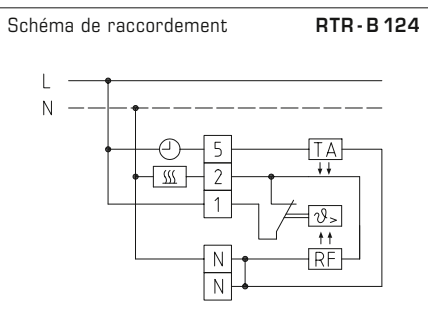 Schéma de raccordement RTR-B 124
L
N
5 TA
2
1 ϑ>
N RF
N